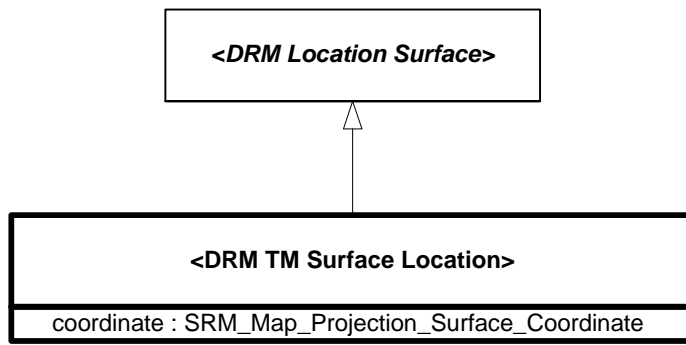 <DRM Location Surface>
<DRM TM Surface Location>
coordinate : SRM_Map_Projection_Surface_Coordinate